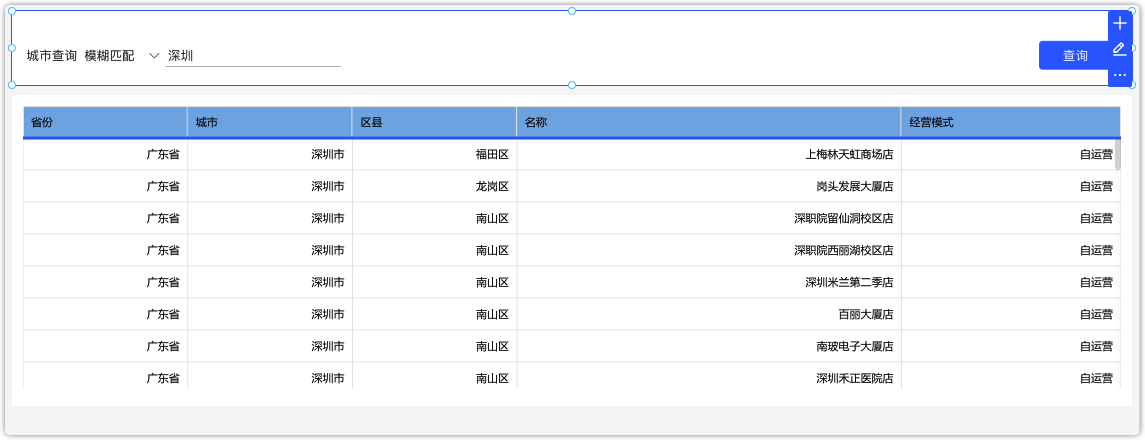 城市查询 模糊匹配 深圳 查询
省份 城市 区县 名称 经营模式
广东省 深圳市 福田区 上梅林天虹商场店 自运营
广东省 深圳市 龙岗区 岗头发展大厦店 自运营
广东省 深圳市 南山区 深职院留仙洞校区店 自运营
广东省 深圳市 南山区 深职院西丽湖校区店 自运营
广东省 深圳市 南山区 深圳米兰第二季店 自运营
广东省 深圳市 南山区 百丽大厦店 自运营
广东省 深圳市 南山区 南玻电子大厦店 自运营
广东省 深圳市 南山区 深圳禾正医院店 自运营